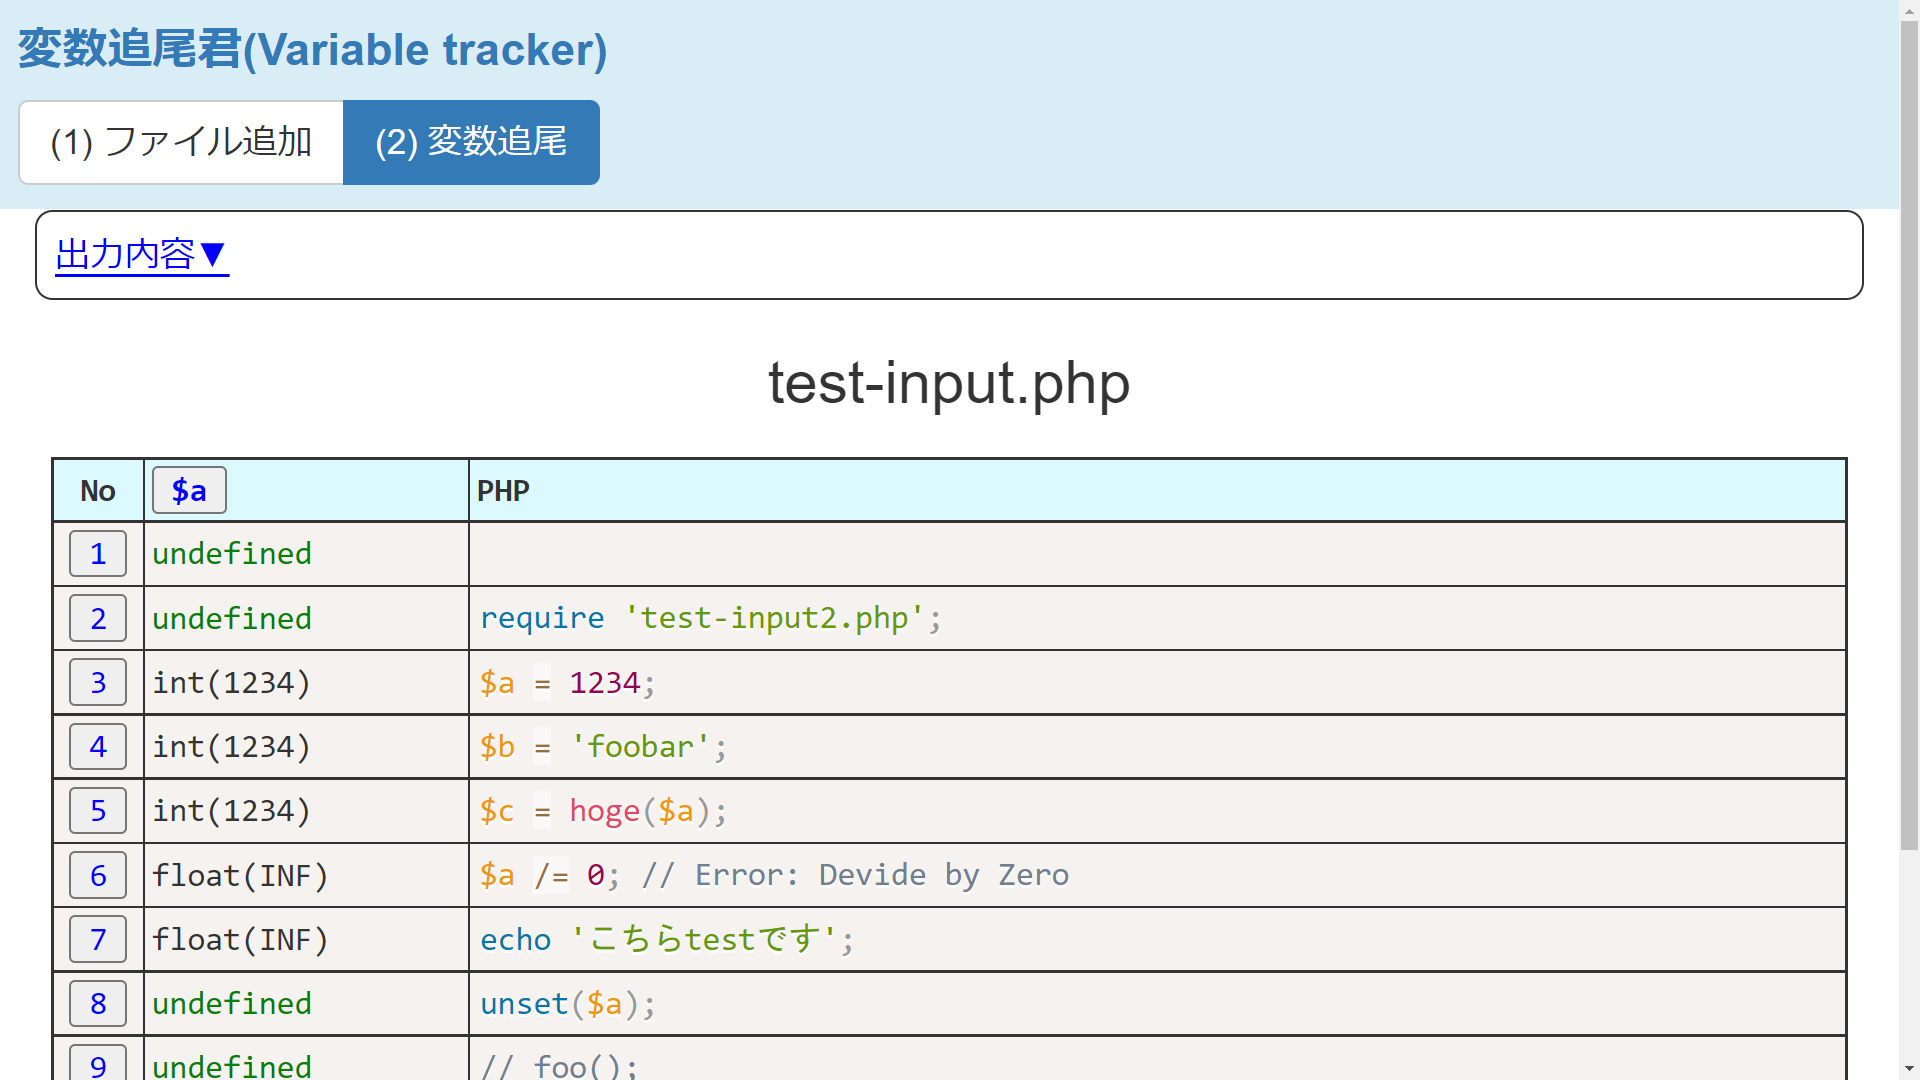 変数追尾君(Variable tracker)
(1) ファイル追加 (2) 変数追尾
出力内容▼
test-input.php
No $a PHP
1 undefined
2 undefined require 'test-input2.php';
3 int(1234) $a = 1234;
4 int(1234) $b = 'foobar';
5 int(1234) $c = hoge($a);
6 float(INF) $a /= 0; // Error: Devide by Zero
7 float(INF) echo 'こちらtestです';
8 undefined unset($a);
9 undefined // foo();